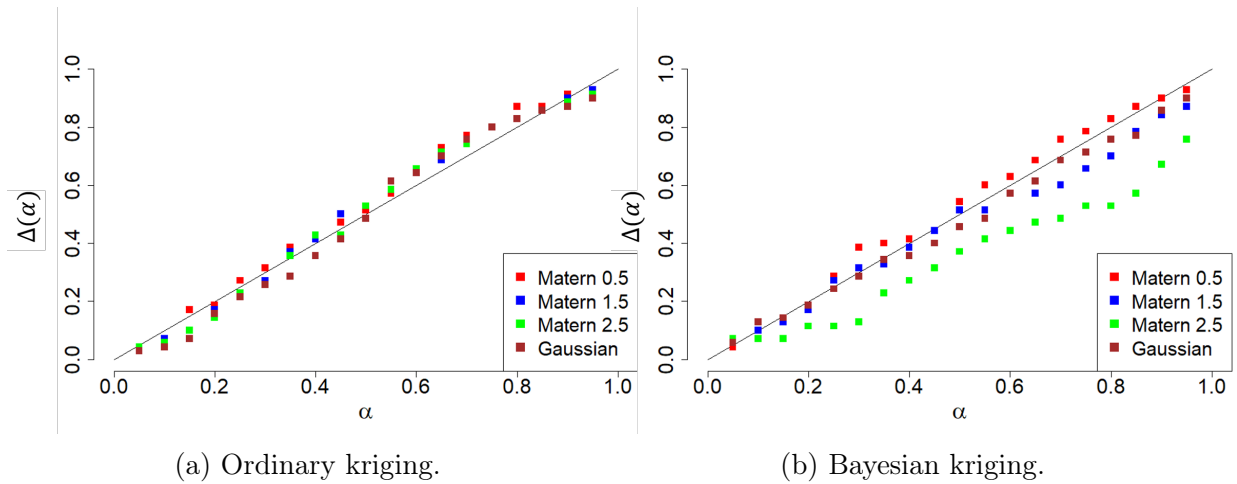 Δ(α)
1.0
0.8
0.6
0.4
0.2
0.0
0.0 0.2 0.4 0.6 0.8 1.0
α
Matern 0.5
Matern 1.5
Matern 2.5
Gaussian
(a) Ordinary kriging.
Δ(α)
1.0
0.8
0.6
0.4
0.2
0.0
0.0 0.2 0.4 0.6 0.8 1.0
α
Matern 0.5
Matern 1.5
Matern 2.5
Gaussian
(b) Bayesian kriging.